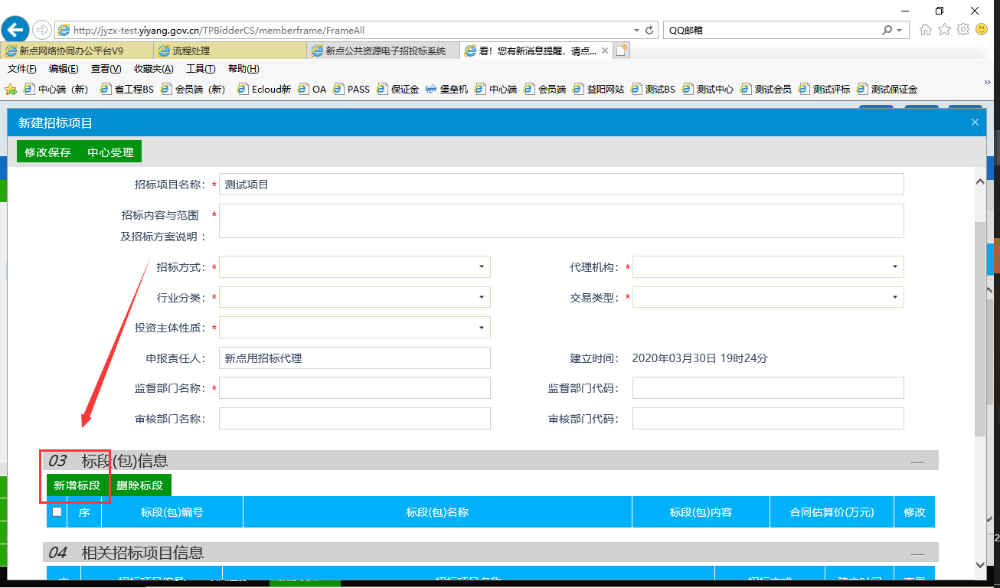 http://jyzx-test.yiyang.gov.cn/TPBidderCS/memberframe/FrameAll
QQ邮箱
新点网络协同办公平台V9
流程处理
新点公共资源电子招投标系统
看！您有新消息提醒，请点...
文件(F) 编辑(E) 查看(V) 收藏夹(A) 工具(T) 帮助(H)
中心端（新） 省工程BS 会员端（新） Ecloud新 OA PASS 保证金 堡垒机 中心端 会员端 益阳网站 测试BS 测试中心 测试会员 测试评标 测试保证金
新建招标项目
修改保存 中心受理
招标项目名称：* 测试项目
招标内容与范围 *
及招标方案说明：
招标方式：* 代理机构：*
行业分类：* 交易类型：*
投资主体性质：*
申报责任人： 新点用招标代理 建立时间： 2020年03月30日 19时24分
监督部门名称：* 监督部门代码：
审核部门名称： 审核部门代码：
03 标段(包)信息
新增标段 删除标段
序 标段(包)编号 标段(包)名称 标段(包)内容 合同估算价(万元) 修改
04 相关招标项目信息